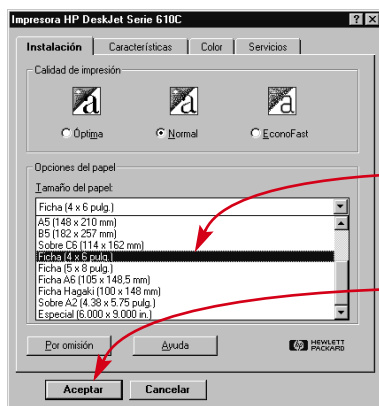 Impresora HP DeskJet Serie 610C
Instalación Características Color Servicios
Calidad de impresión
Óptima Normal EconoFast
Opciones del papel
Tamaño del papel:
Ficha (4 x 6 pulg.)
A5 (148 x 210 mm)
B5 (182 x 257 mm)
Sobre C6 (114 x 162 mm)
Ficha (4 x 6 pulg.)
Ficha (5 x 8 pulg.)
Ficha A6 (105 x 148,5 mm)
Ficha Hagaki (100 x 148 mm)
Sobre A2 (4.38 x 5.75 pulg.)
Especial (6.000 x 9.000 in.)
Por omisión Ayuda hp HEWLETT
PACKARD
Aceptar Cancelar